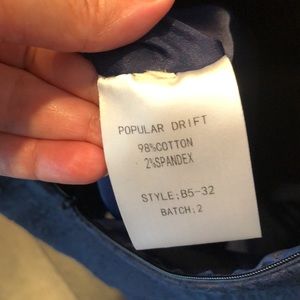 POPULAR DRIFT
98%COTTON
2%SPANDEX
STYLE:B5-32
BATCH:2